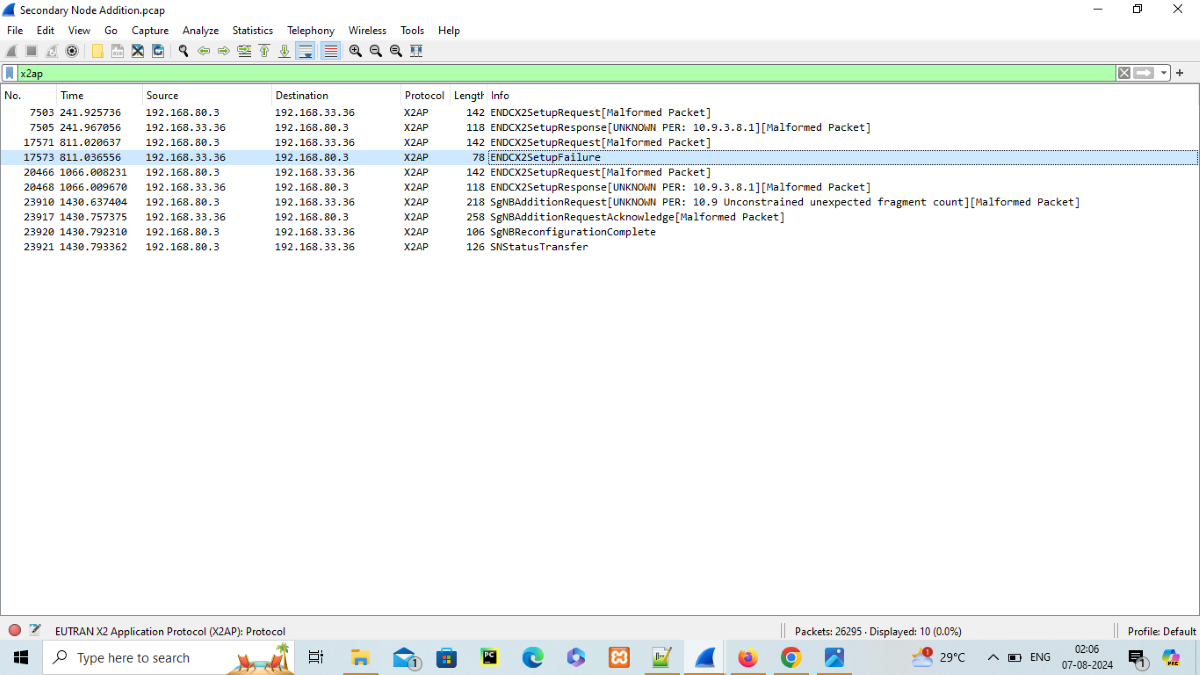 Secondary Node Addition.pcap
File Edit View Go Capture Analyze Statistics Telephony Wireless Tools Help
x2ap
No. Time Source Destination Protocol Length Info
7503 241.925736 192.168.80.3 192.168.33.36 X2AP 142 ENDCX2SetupRequest[Malformed Packet]
7505 241.967056 192.168.33.36 192.168.80.3 X2AP 118 ENDCX2SetupResponse[UNKNOWN PER: 10.9.3.8.1][Malformed Packet]
17571 811.020637 192.168.80.3 192.168.33.36 X2AP 142 ENDCX2SetupRequest[Malformed Packet]
17573 811.036556 192.168.33.36 192.168.80.3 X2AP 78 ENDCX2SetupFailure
20466 1066.008231 192.168.80.3 192.168.33.36 X2AP 142 ENDCX2SetupRequest[Malformed Packet]
20468 1066.009670 192.168.33.36 192.168.80.3 X2AP 118 ENDCX2SetupResponse[UNKNOWN PER: 10.9.3.8.1][Malformed Packet]
23910 1430.637404 192.168.80.3 192.168.33.36 X2AP 218 SgNBAdditionRequest[UNKNOWN PER: 10.9 Unconstrained unexpected fragment count][Malformed Packet]
23917 1430.757375 192.168.33.36 192.168.80.3 X2AP 258 SgNBAdditionRequestAcknowledge[Malformed Packet]
23920 1430.792310 192.168.80.3 192.168.33.36 X2AP 106 SgNBReconfigurationComplete
23921 1430.793362 192.168.80.3 192.168.33.36 X2AP 126 SNStatusTransfer
EUTRAN X2 Application Protocol (X2AP): Protocol Packets: 26295 · Displayed: 10 (0.0%) Profile: Default
Type here to search 1 PC 1 29°C ENG 02:06
07-08-2024 1 PRE